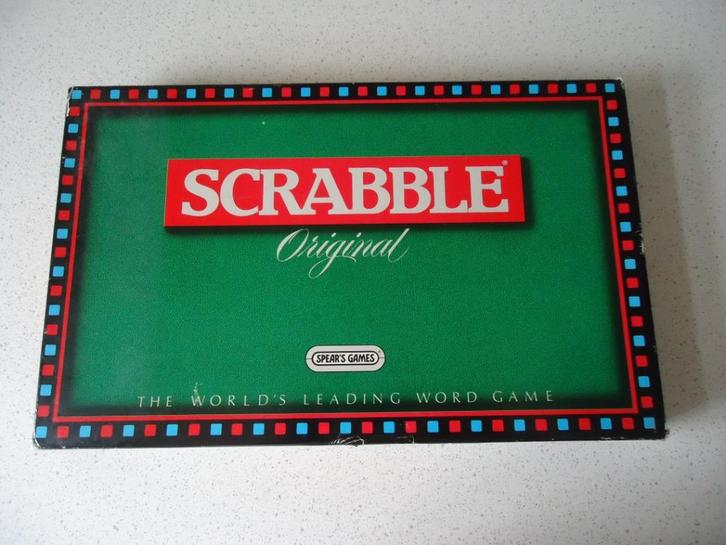 SCRABBLE®
Original
SPEAR'S GAMES
THE WORLD'S LEADING WORD GAME